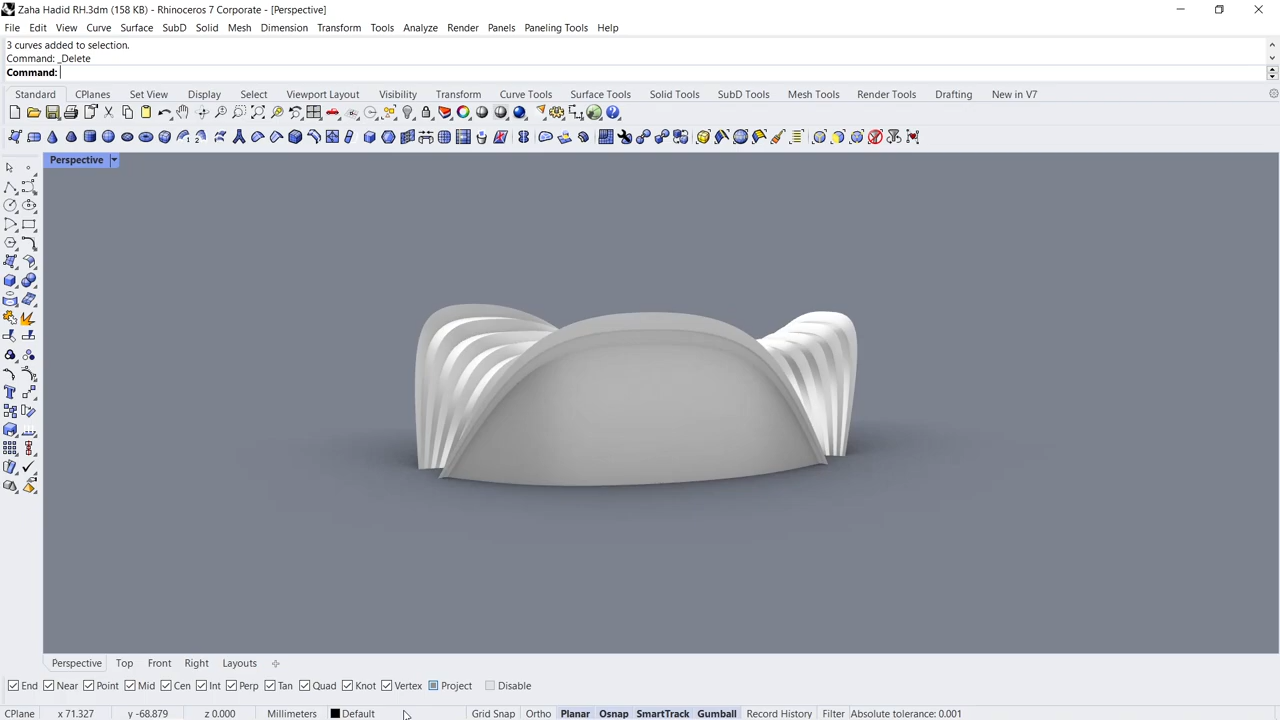 Zaha Hadid RH.3dm (158 KB) - Rhinoceros 7 Corporate - [Perspective]
File Edit View Curve Surface SubD Solid Mesh Dimension Transform Tools Analyze Render Panels Paneling Tools Help
3 curves added to selection.
Command: _Delete
Command:
Standard CPlanes Set View Display Select Viewport Layout Visibility Transform Curve Tools Surface Tools Solid Tools SubD Tools Mesh Tools Render Tools Drafting New in V7
Perspective
Perspective Top Front Right Layouts
End Near Point Mid Cen Int Perp Tan Quad Knot Vertex Project Disable
CPlane x 71.327 y -68.879 z 0.000 Millimeters Default Grid Snap Ortho Planar Osnap SmartTrack Gumball Record History Filter Absolute tolerance: 0.001